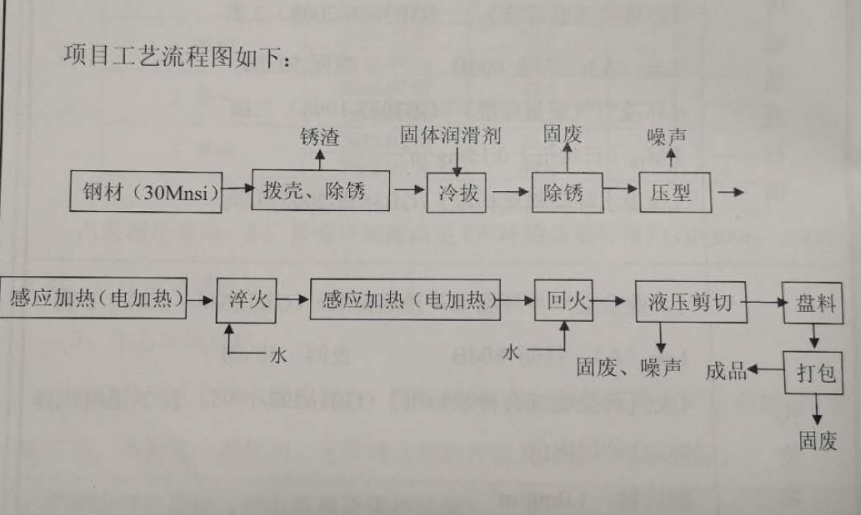 项目工艺流程图如下:
锈渣 固体润滑剂 固废 噪声
钢材(30Mnsi) 拨壳、除锈 冷拔 除锈 压型
感应加热(电加热) 淬火 感应加热(电加热) 回火 液压剪切 盘料
水 水 固废、噪声 成品 打包
固废